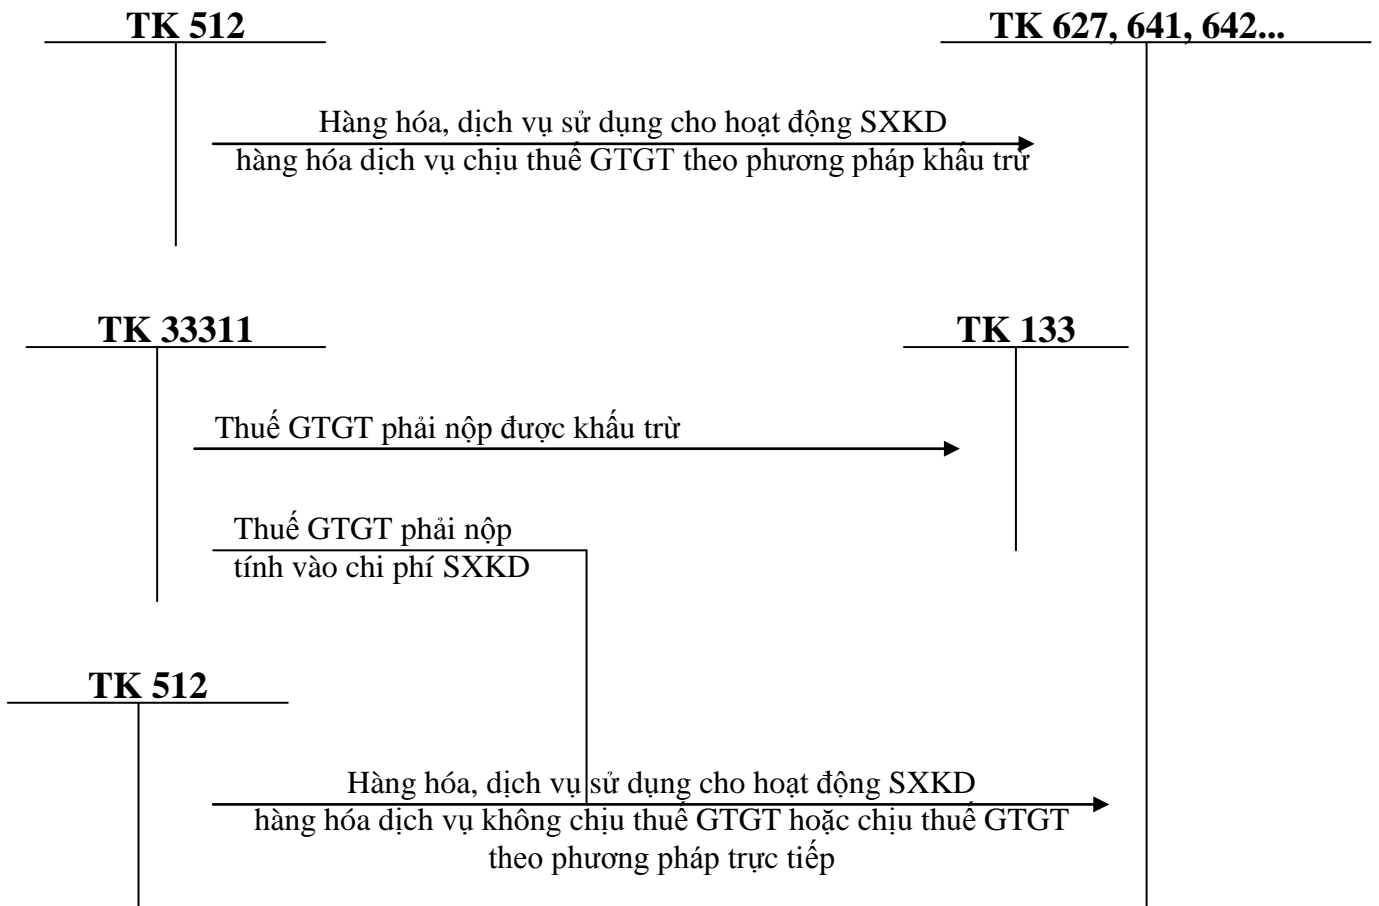 TK 512
TK 627, 641, 642...
Hàng hóa, dịch vụ sử dụng cho hoạt động SXKD
hàng hóa dịch vụ chịu thuế GTGT theo phương pháp khấu trừ
TK 33311
TK 133
Thuế GTGT phải nộp được khấu trừ
Thuế GTGT phải nộp
tính vào chi phí SXKD
TK 512
Hàng hóa, dịch vụ sử dụng cho hoạt động SXKD
hàng hóa dịch vụ không chịu thuế GTGT hoặc chịu thuế GTGT
theo phương pháp trực tiếp